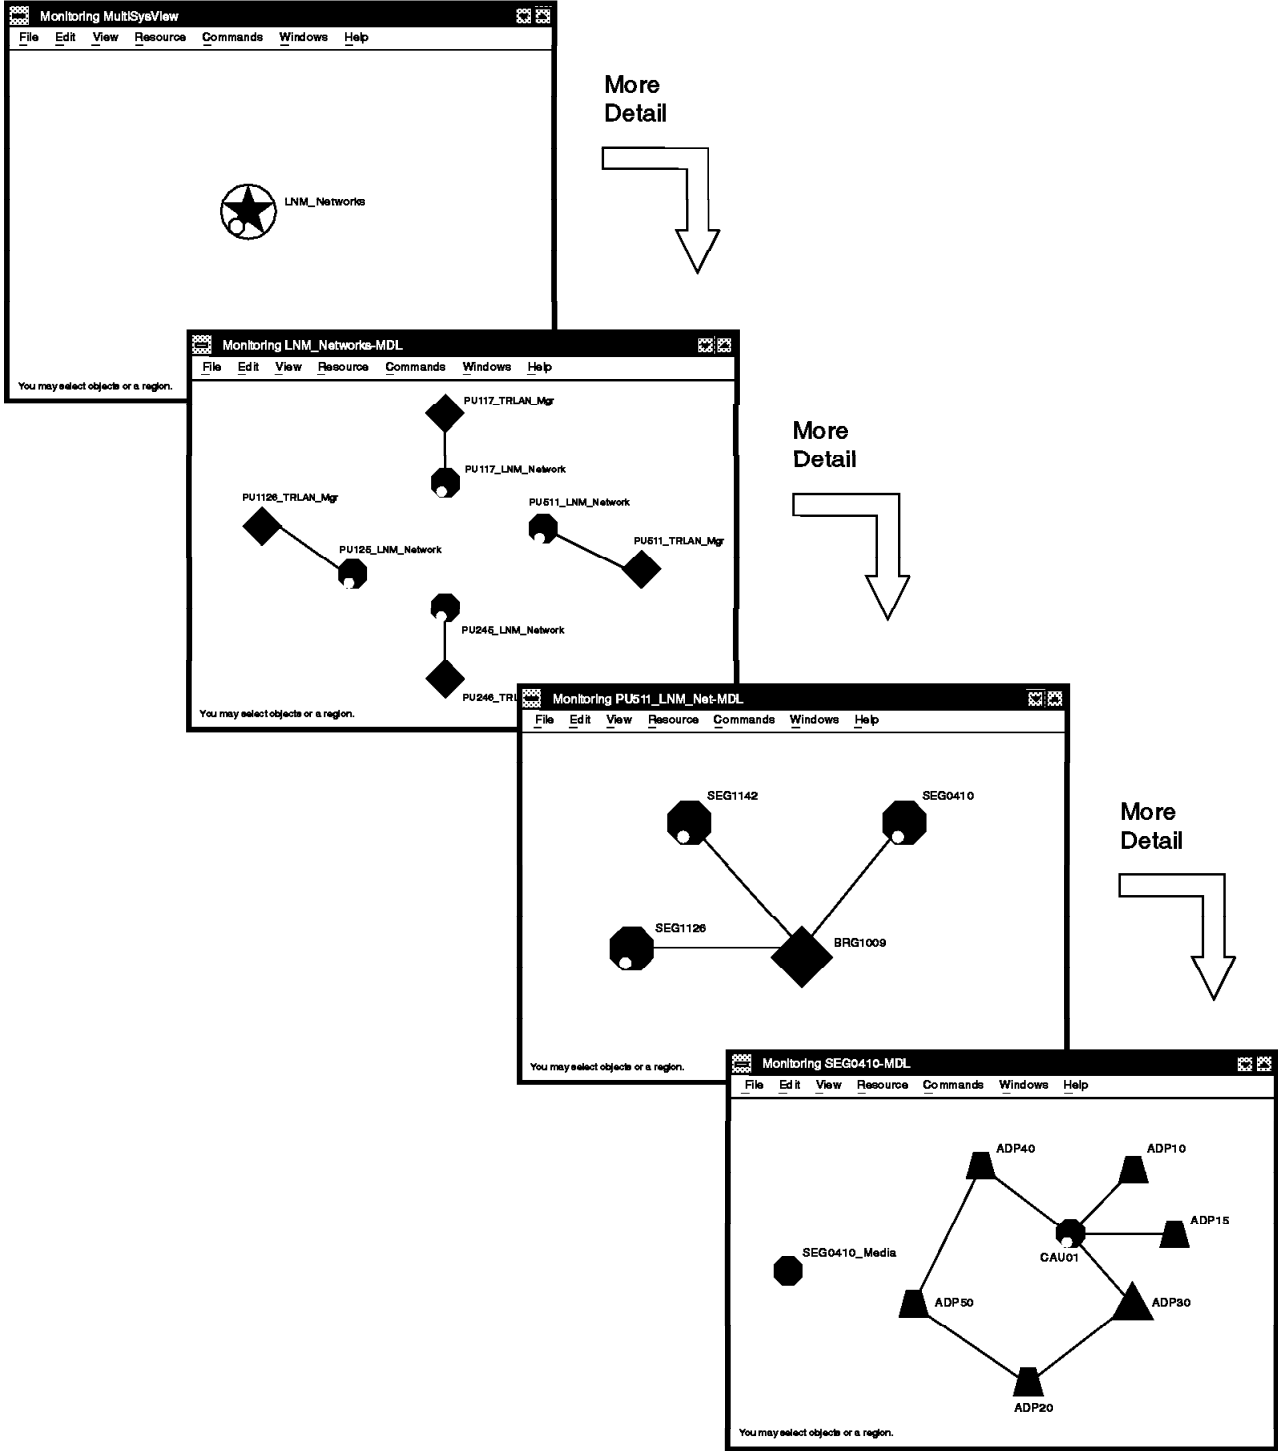 Monitoring MultiSysView
File Edit View Resource Commands Windows Help
LNM_Networks
You may select objects or a region.
More
Detail
Monitoring LNM_Networks-MDL
File Edit View Resource Commands Windows Help
PU117_TRLAN_Mgr
PU117_LNM_Network
PU1126_TRLAN_Mgr
PU511_LNM_Network
PU125_LNM_Network
PU511_TRLAN_Mgr
PU245_LNM_Network
PU246_TRL
You may select objects or a region.
More
Detail
Monitoring PU511_LNM_Net-MDL
File Edit View Resource Commands Windows Help
SEG1142
SEG0410
SEG1126
BRG1009
You may select objects or a region.
More
Detail
Monitoring SEG0410-MDL
File Edit View Resource Commands Windows Help
ADP40
ADP10
ADP15
CAU01
SEG0410_Media
ADP50
ADP30
ADP20
You may select objects or a region.